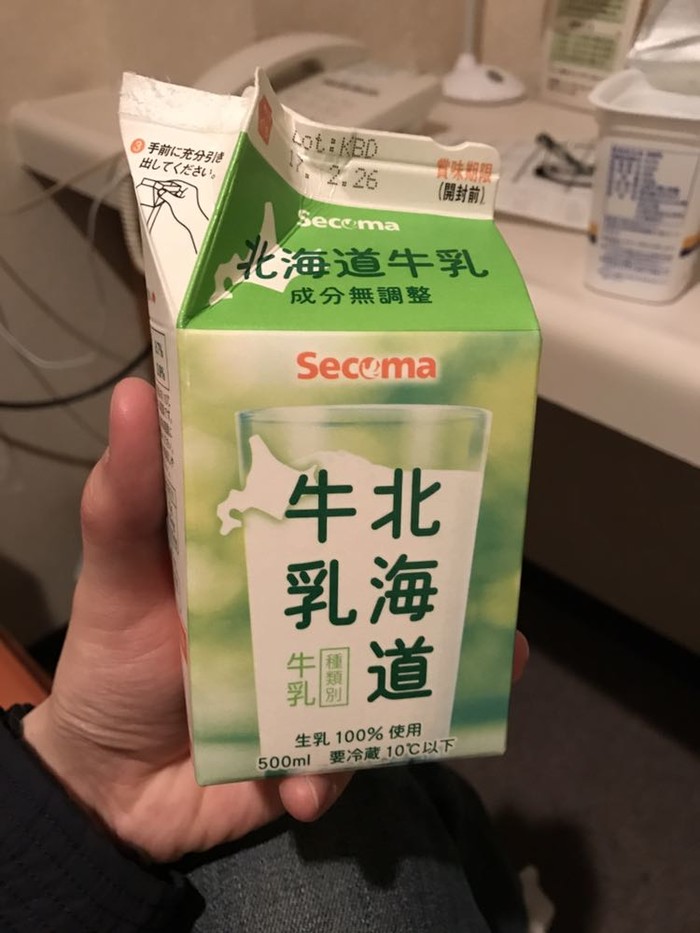 ③ 手前に充分引き
出してください。
Lot:KBD
17. 2.26
賞味期限
(開封前)
Secoma
北海道牛乳
成分無調整
Secoma
北海道
牛乳
種類別
牛乳
生乳100%使用
500ml 要冷蔵10℃以下